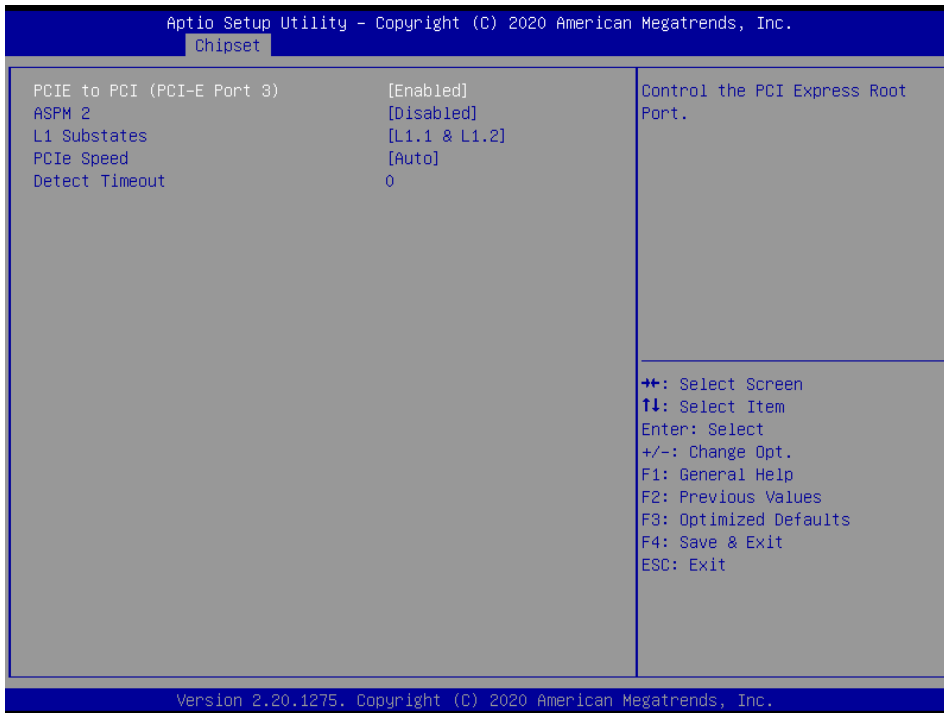 Aptio Setup Utility – Copyright (C) 2020 American Megatrends, Inc.
Chipset
PCIE to PCI (PCI-E Port 3) [Enabled]
ASPM 2 [Disabled]
L1 Substates [L1.1 & L1.2]
PCIe Speed [Auto]
Detect Timeout 0
Control the PCI Express Root
Port.
→←: Select Screen
↑↓: Select Item
Enter: Select
+/-: Change Opt.
F1: General Help
F2: Previous Values
F3: Optimized Defaults
F4: Save & Exit
ESC: Exit
Version 2.20.1275. Copyright (C) 2020 American Megatrends, Inc.